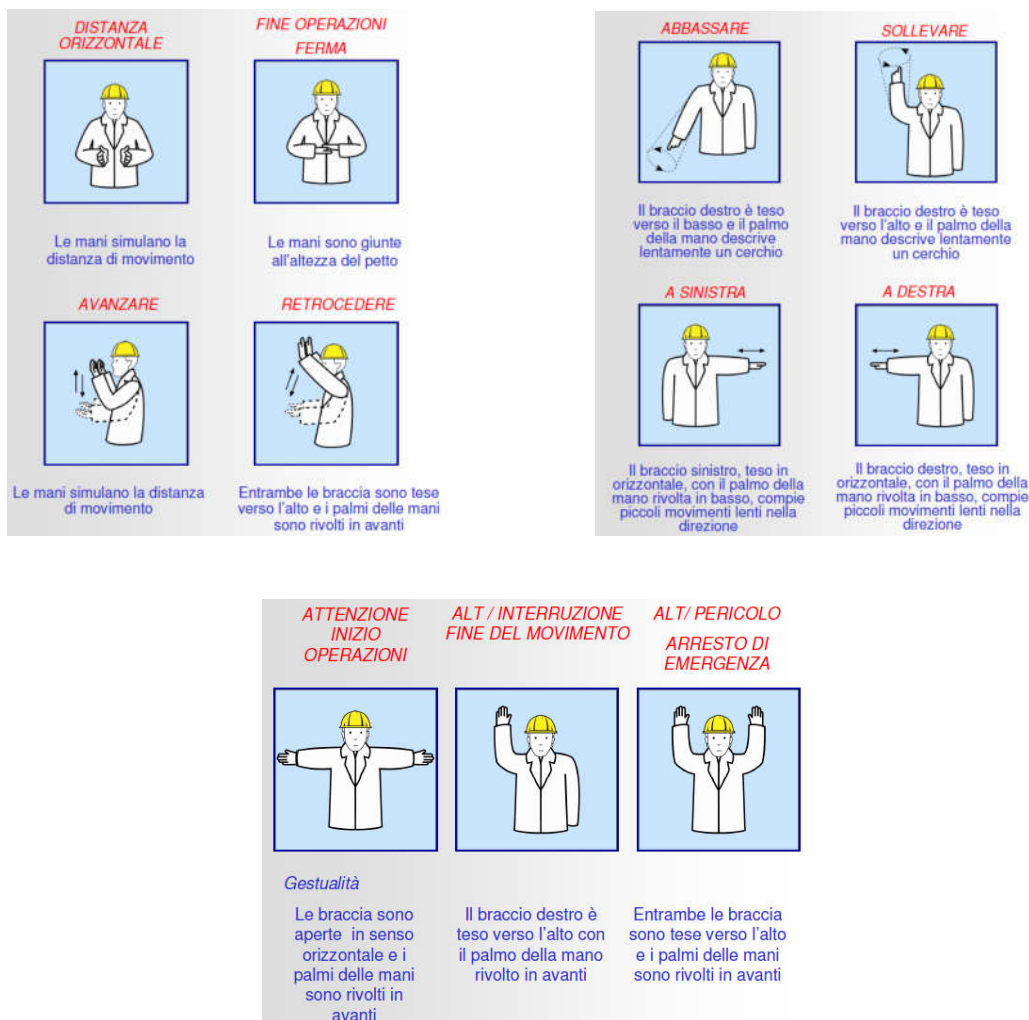 DISTANZA
ORIZZONTALE
FINE OPERAZIONI
FERMA
Le mani simulano la
distanza di movimento
Le mani sono giunte
all'altezza del petto
AVANZARE
RETROCEDERE
Le mani simulano la distanza
di movimento
Entrambe le braccia sono tese
verso l'alto e i palmi delle mani
sono rivolti in avanti
ABBASSARE
SOLLEVARE
Il braccio destro è teso
verso il basso e il palmo
della mano descrive
lentamente un cerchio
Il braccio destro è teso
verso l'alto e il palmo della
mano descrive lentamente
un cerchio
A SINISTRA
A DESTRA
Il braccio sinistro, teso in
orizzontale, con il palmo della
mano rivolta in basso, compie
piccoli movimenti lenti nella
direzione
Il braccio destro, teso in
orizzontale, con il palmo della
mano rivolta in basso, compie
piccoli movimenti lenti nella
direzione
ATTENZIONE
INIZIO
OPERAZIONI
ALT / INTERRUZIONE
FINE DEL MOVIMENTO
ALT/ PERICOLO
ARRESTO DI
EMERGENZA
Gestualità
Le braccia sono
aperte in senso
orizzontale e i
palmi delle mani
sono rivolti in
avanti
Il braccio destro è
teso verso l'alto con
il palmo della mano
rivolto in avanti
Entrambe le braccia
sono tese verso l'alto
e i palmi delle mani
sono rivolti in avanti